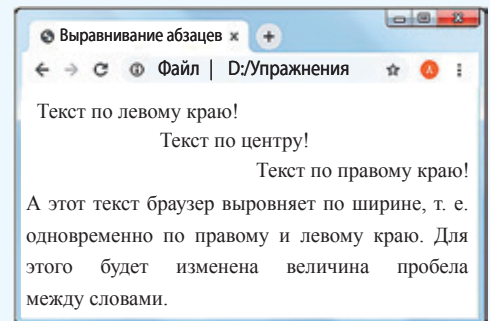 Выравнивание абзацев
Файл | D:/Упражнения
Текст по левому краю!
Текст по центру!
Текст по правому краю!
А этот текст браузер выровняет по ширине, т. е.
одновременно по правому и левому краю. Для
этого будет изменена величина пробела
между словами.